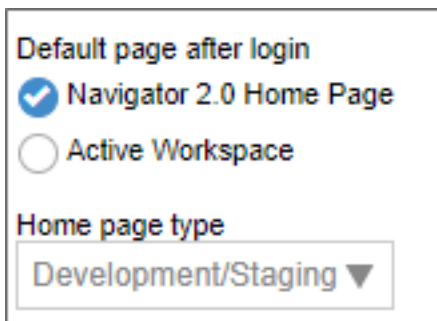 Default page after login
Navigator 2.0 Home Page
Active Workspace
Home page type
Development/Staging